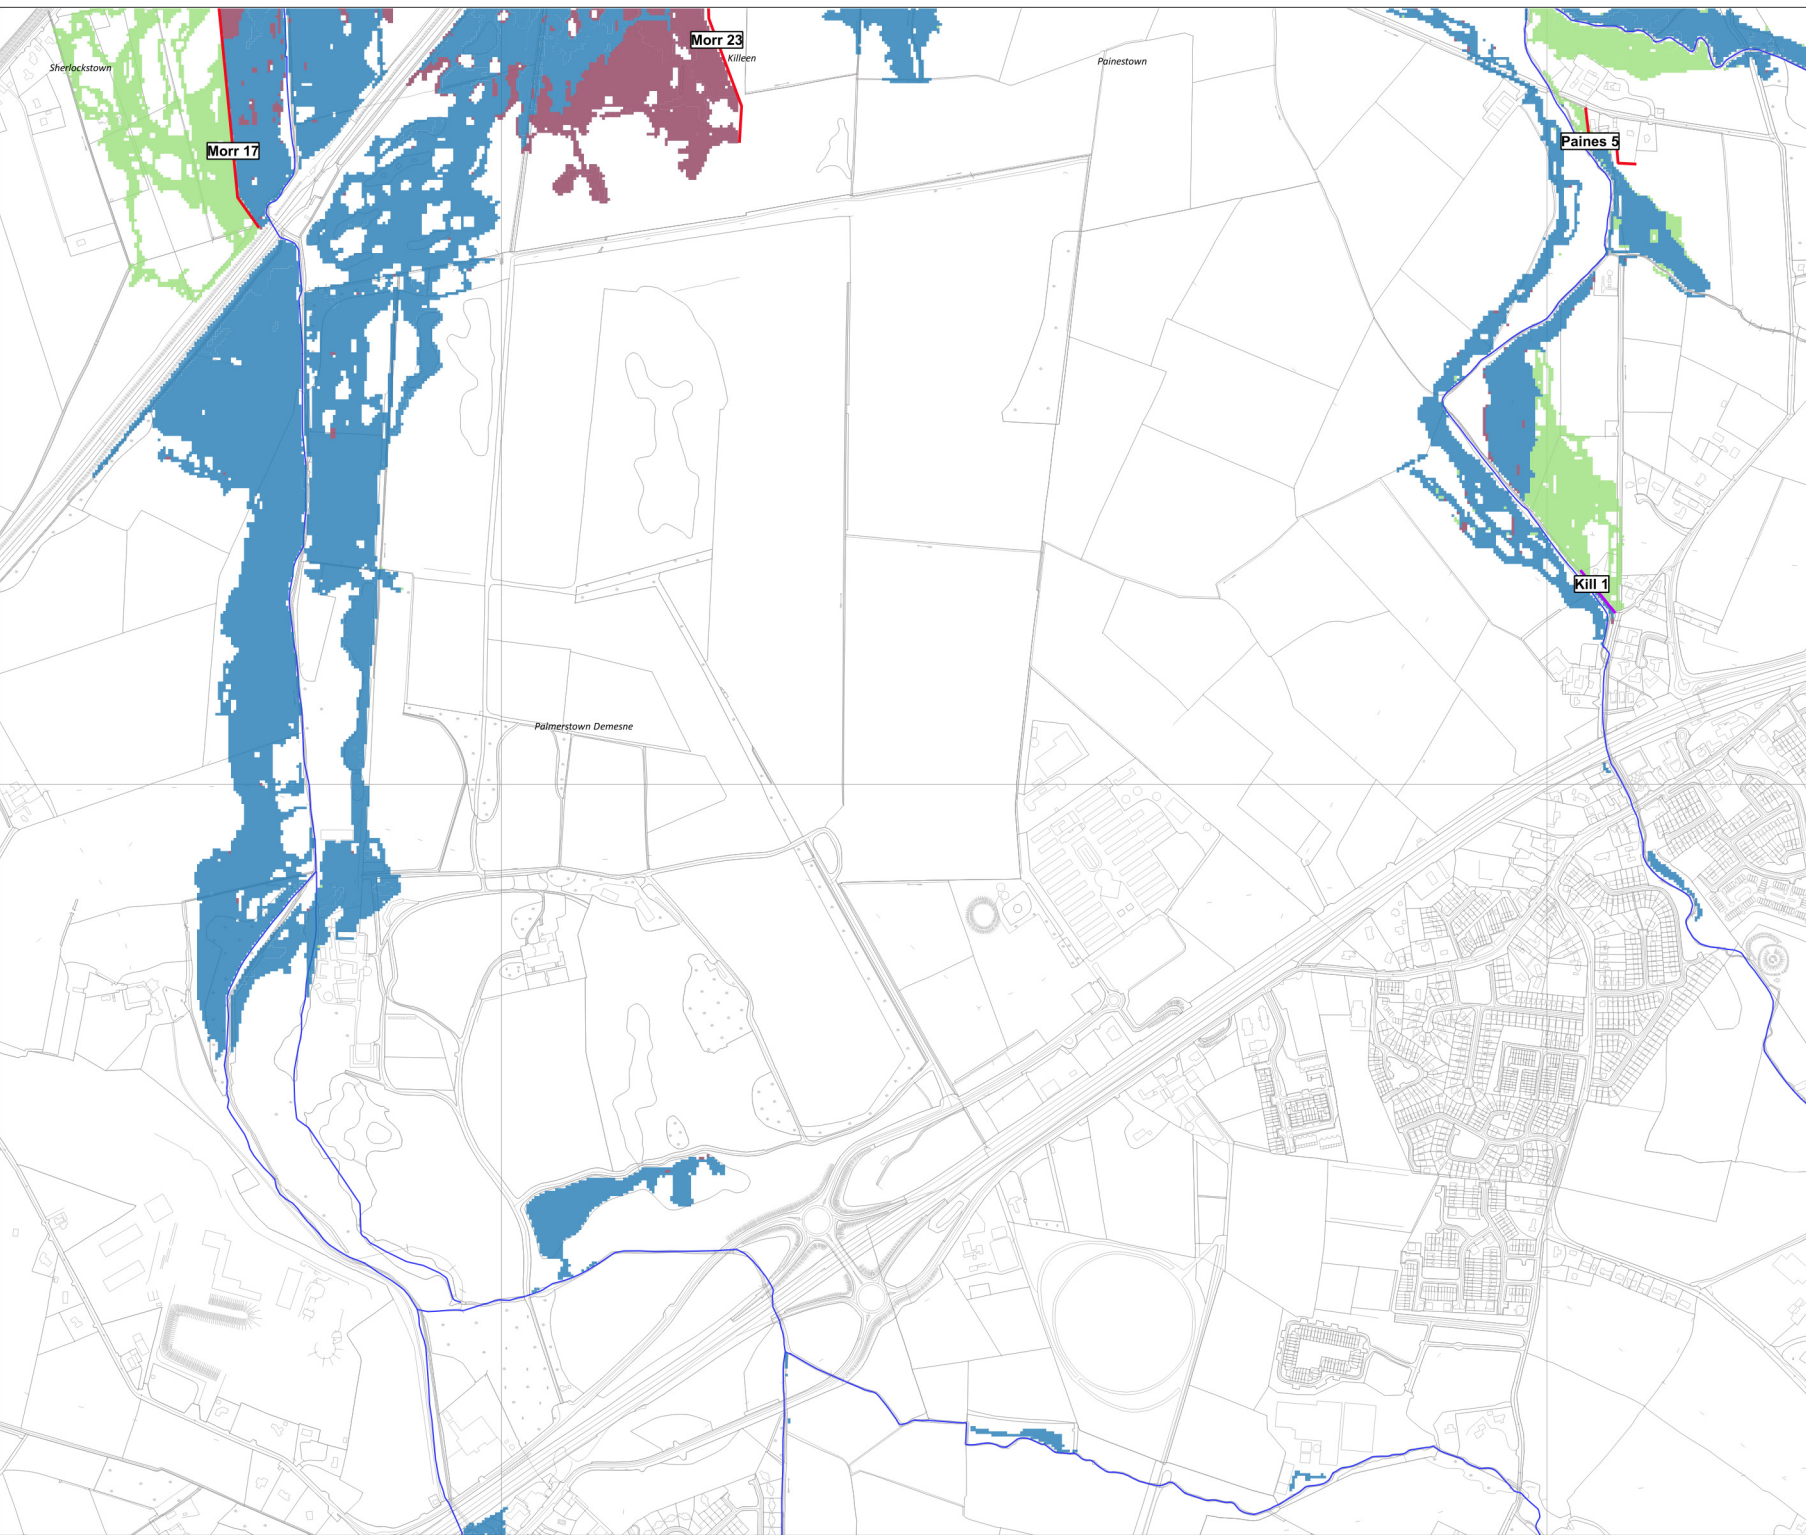 Morr 23
Killeen
Painestown
Sherlockstown
Paines 5
Morr 17
Kill 1
Palmerstown Demesne